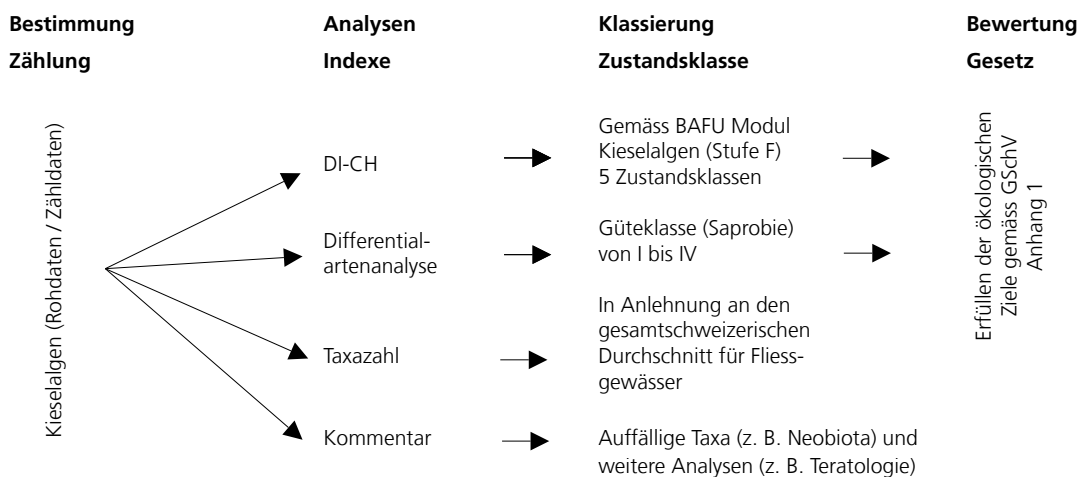 Bestimmung
Zählung
Analysen
Indexe
Klassierung
Zustandsklasse
Bewertung
Gesetz
Kieselalgen (Rohdaten / Zähldaten)
DI-CH
Gemäss BAFU Modul
Kieselalgen (Stufe F)
5 Zustandsklassen
Differential-
artenanalyse
Güteklasse (Saprobie)
von I bis IV
Taxazahl
In Anlehnung an den
gesamtschweizerischen
Durchschnitt für Fliess-
gewässer
Kommentar
Auffällige Taxa (z. B. Neobiota) und
weitere Analysen (z. B. Teratologie)
Erfüllen der ökologischen
Ziele gemäss GSchV
Anhang 1